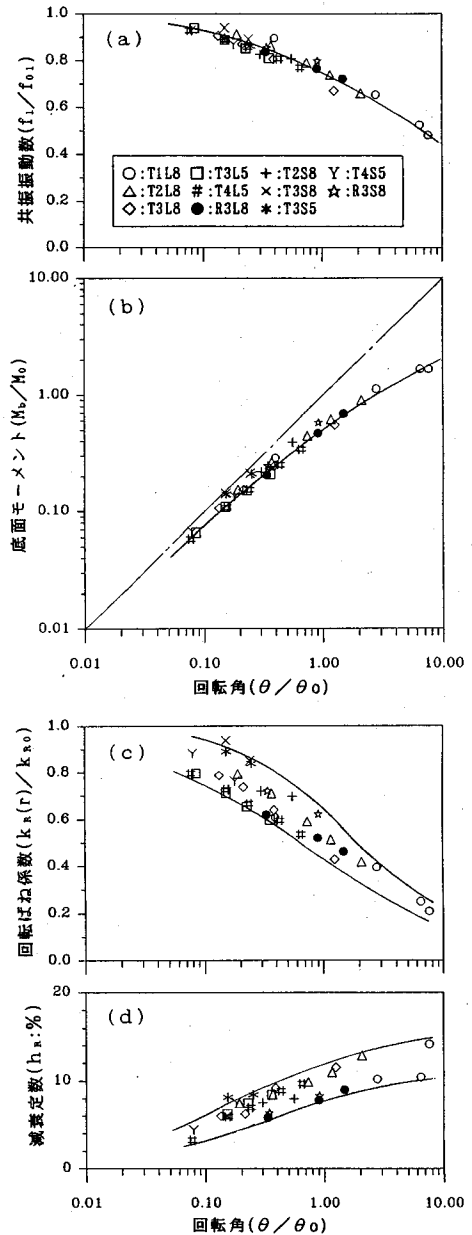 (a)
共振振動数(f₁/f₀₁)
1.0
0.8
0.6
0.4
0.2
0.0
○:T1L8 □:T3L5 +:T2S8 Y:T4S5
△:T2L8 #:T4L5 ×:T3S8 ☆:R3S8
◇:T3L8 ●:R3L8 *:T3S5
(b)
底面モーメント(M_b/M₀)
10.00
1.00
0.10
0.01
0.01 0.10 1.00 10.00
回転角(θ/θ₀)
(c)
回転ばね係数(k_R(r)/k_R₀)
1.0
0.8
0.6
0.4
0.2
0.0
(d)
減衰定数(h_R:%)
20
10
0
0.01 0.10 1.00 10.00
回転角(θ/θ₀)